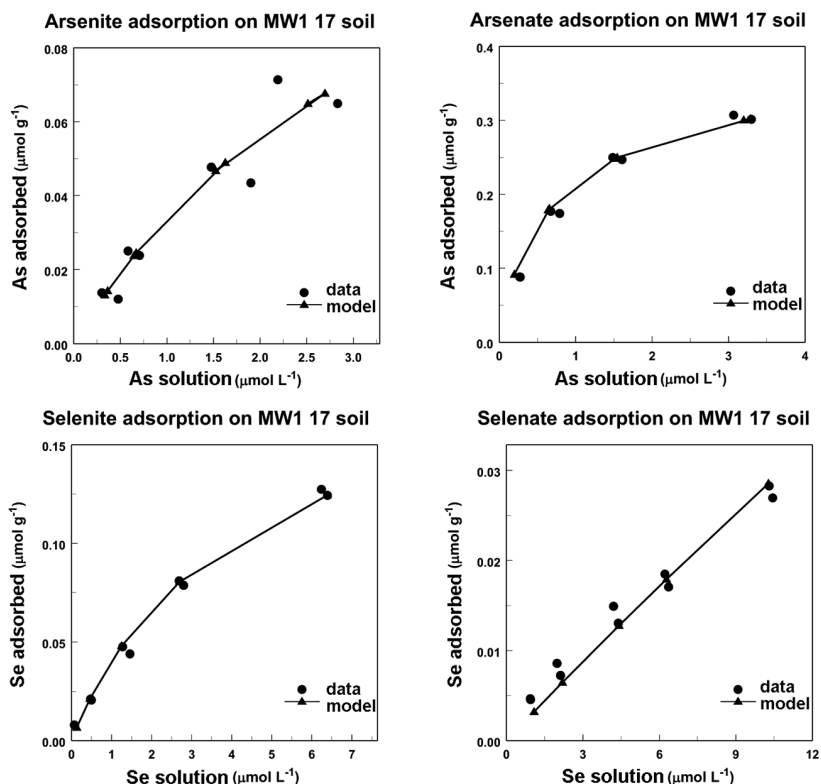 Arsenite adsorption on MW1 17 soil
As adsorbed (μmol g-1)
0.08
0.06
0.04
0.02
0.00
0.0 0.5 1.0 1.5 2.0 2.5 3.0
As solution (μmol L-1)
data
model
Arsenate adsorption on MW1 17 soil
As adsorbed (μmol g-1)
0.4
0.3
0.2
0.1
0.0
0 1 2 3 4
As solution (μmol L-1)
data
model
Selenite adsorption on MW1 17 soil
Se adsorbed (μmol g-1)
0.15
0.10
0.05
0.00
0 1 2 3 4 5 6 7
Se solution (μmol L-1)
data
model
Selenate adsorption on MW1 17 soil
Se adsorbed (μmol g-1)
0.03
0.02
0.01
0.00
0 3 6 9 12
Se solution (μmol L-1)
data
model